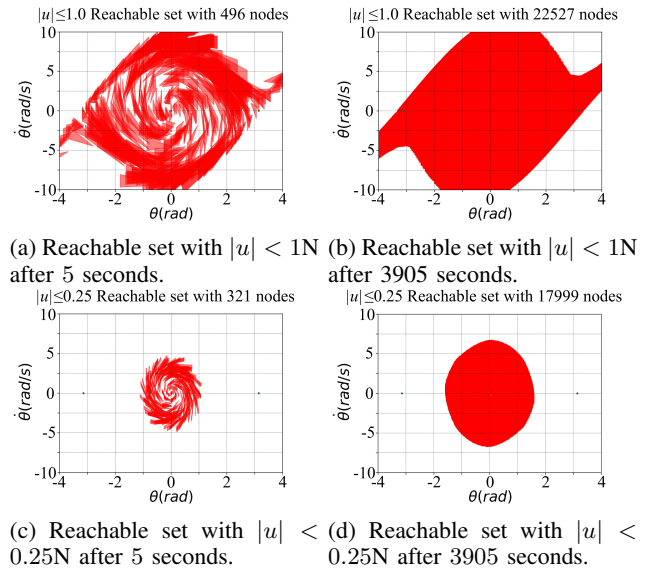 |u|≤1.0 Reachable set with 496 nodes
10
5
0
-5
-10
θ̇(rad/s)
-4 -2 0 2 4
θ(rad)
|u|≤1.0 Reachable set with 22527 nodes
10
5
0
-5
-10
θ̇(rad/s)
-4 -2 0 2 4
θ(rad)
(a) Reachable set with |u| < 1N
after 5 seconds.
(b) Reachable set with |u| < 1N
after 3905 seconds.
|u|≤0.25 Reachable set with 321 nodes
10
5
0
-5
-10
θ̇(rad/s)
-4 -2 0 2 4
θ(rad)
|u|≤0.25 Reachable set with 17999 nodes
10
5
0
-5
-10
θ̇(rad/s)
-4 -2 0 2 4
θ(rad)
(c) Reachable set with |u| <
0.25N after 5 seconds.
(d) Reachable set with |u| <
0.25N after 3905 seconds.